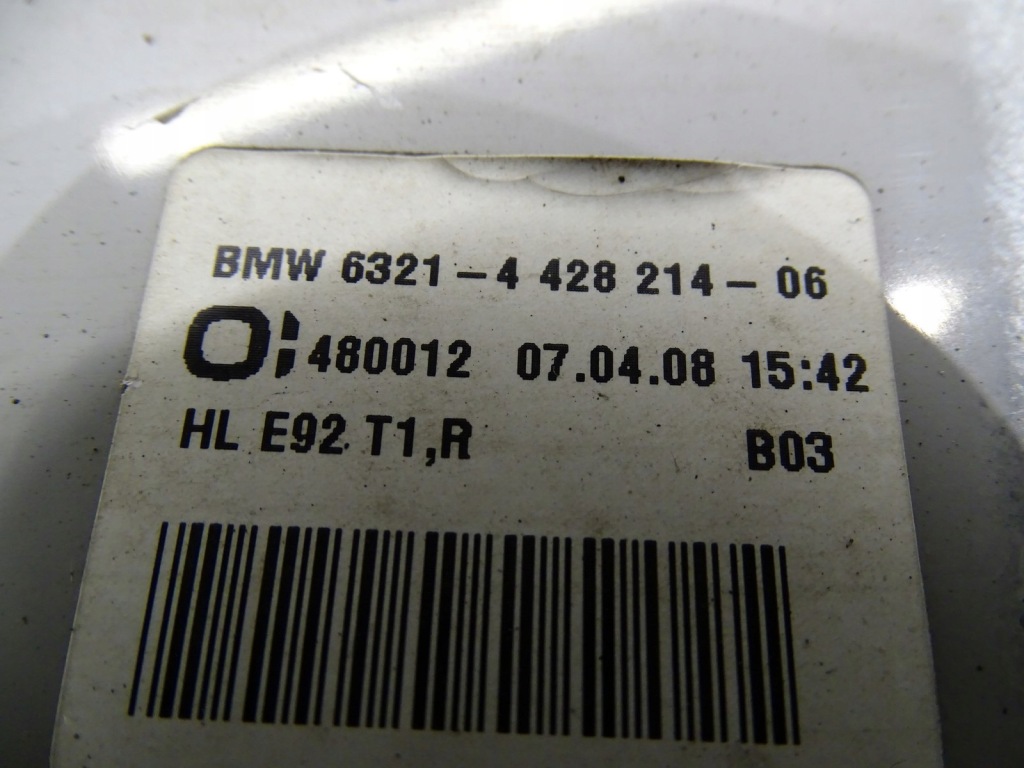 BMW 6321-4 428 214-06
480012 07.04.08 15:42
HL E92 T1,R B03